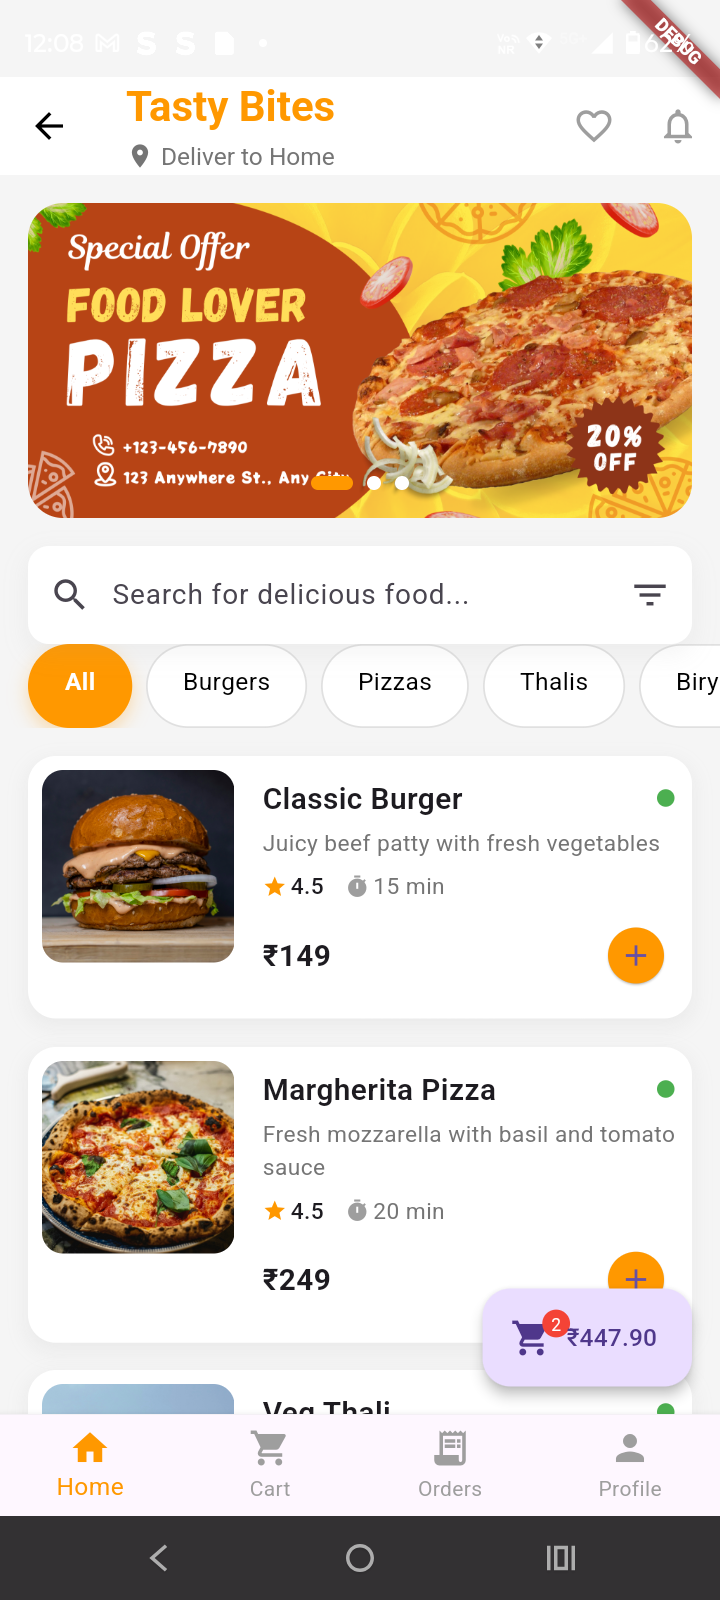 12:08
62%
DEBUG
Tasty Bites
Deliver to Home
Special Offer
FOOD LOVER
PIZZA
+123-456-7890
123 Anywhere St., Any City
20%
OFF
Search for delicious food...
All
Burgers
Pizzas
Thalis
Biry
Classic Burger
Juicy beef patty with fresh vegetables
4.5
15 min
₹149
Margherita Pizza
Fresh mozzarella with basil and tomato
sauce
4.5
20 min
₹249
2
₹447.90
Veg Thali
Home
Cart
Orders
Profile